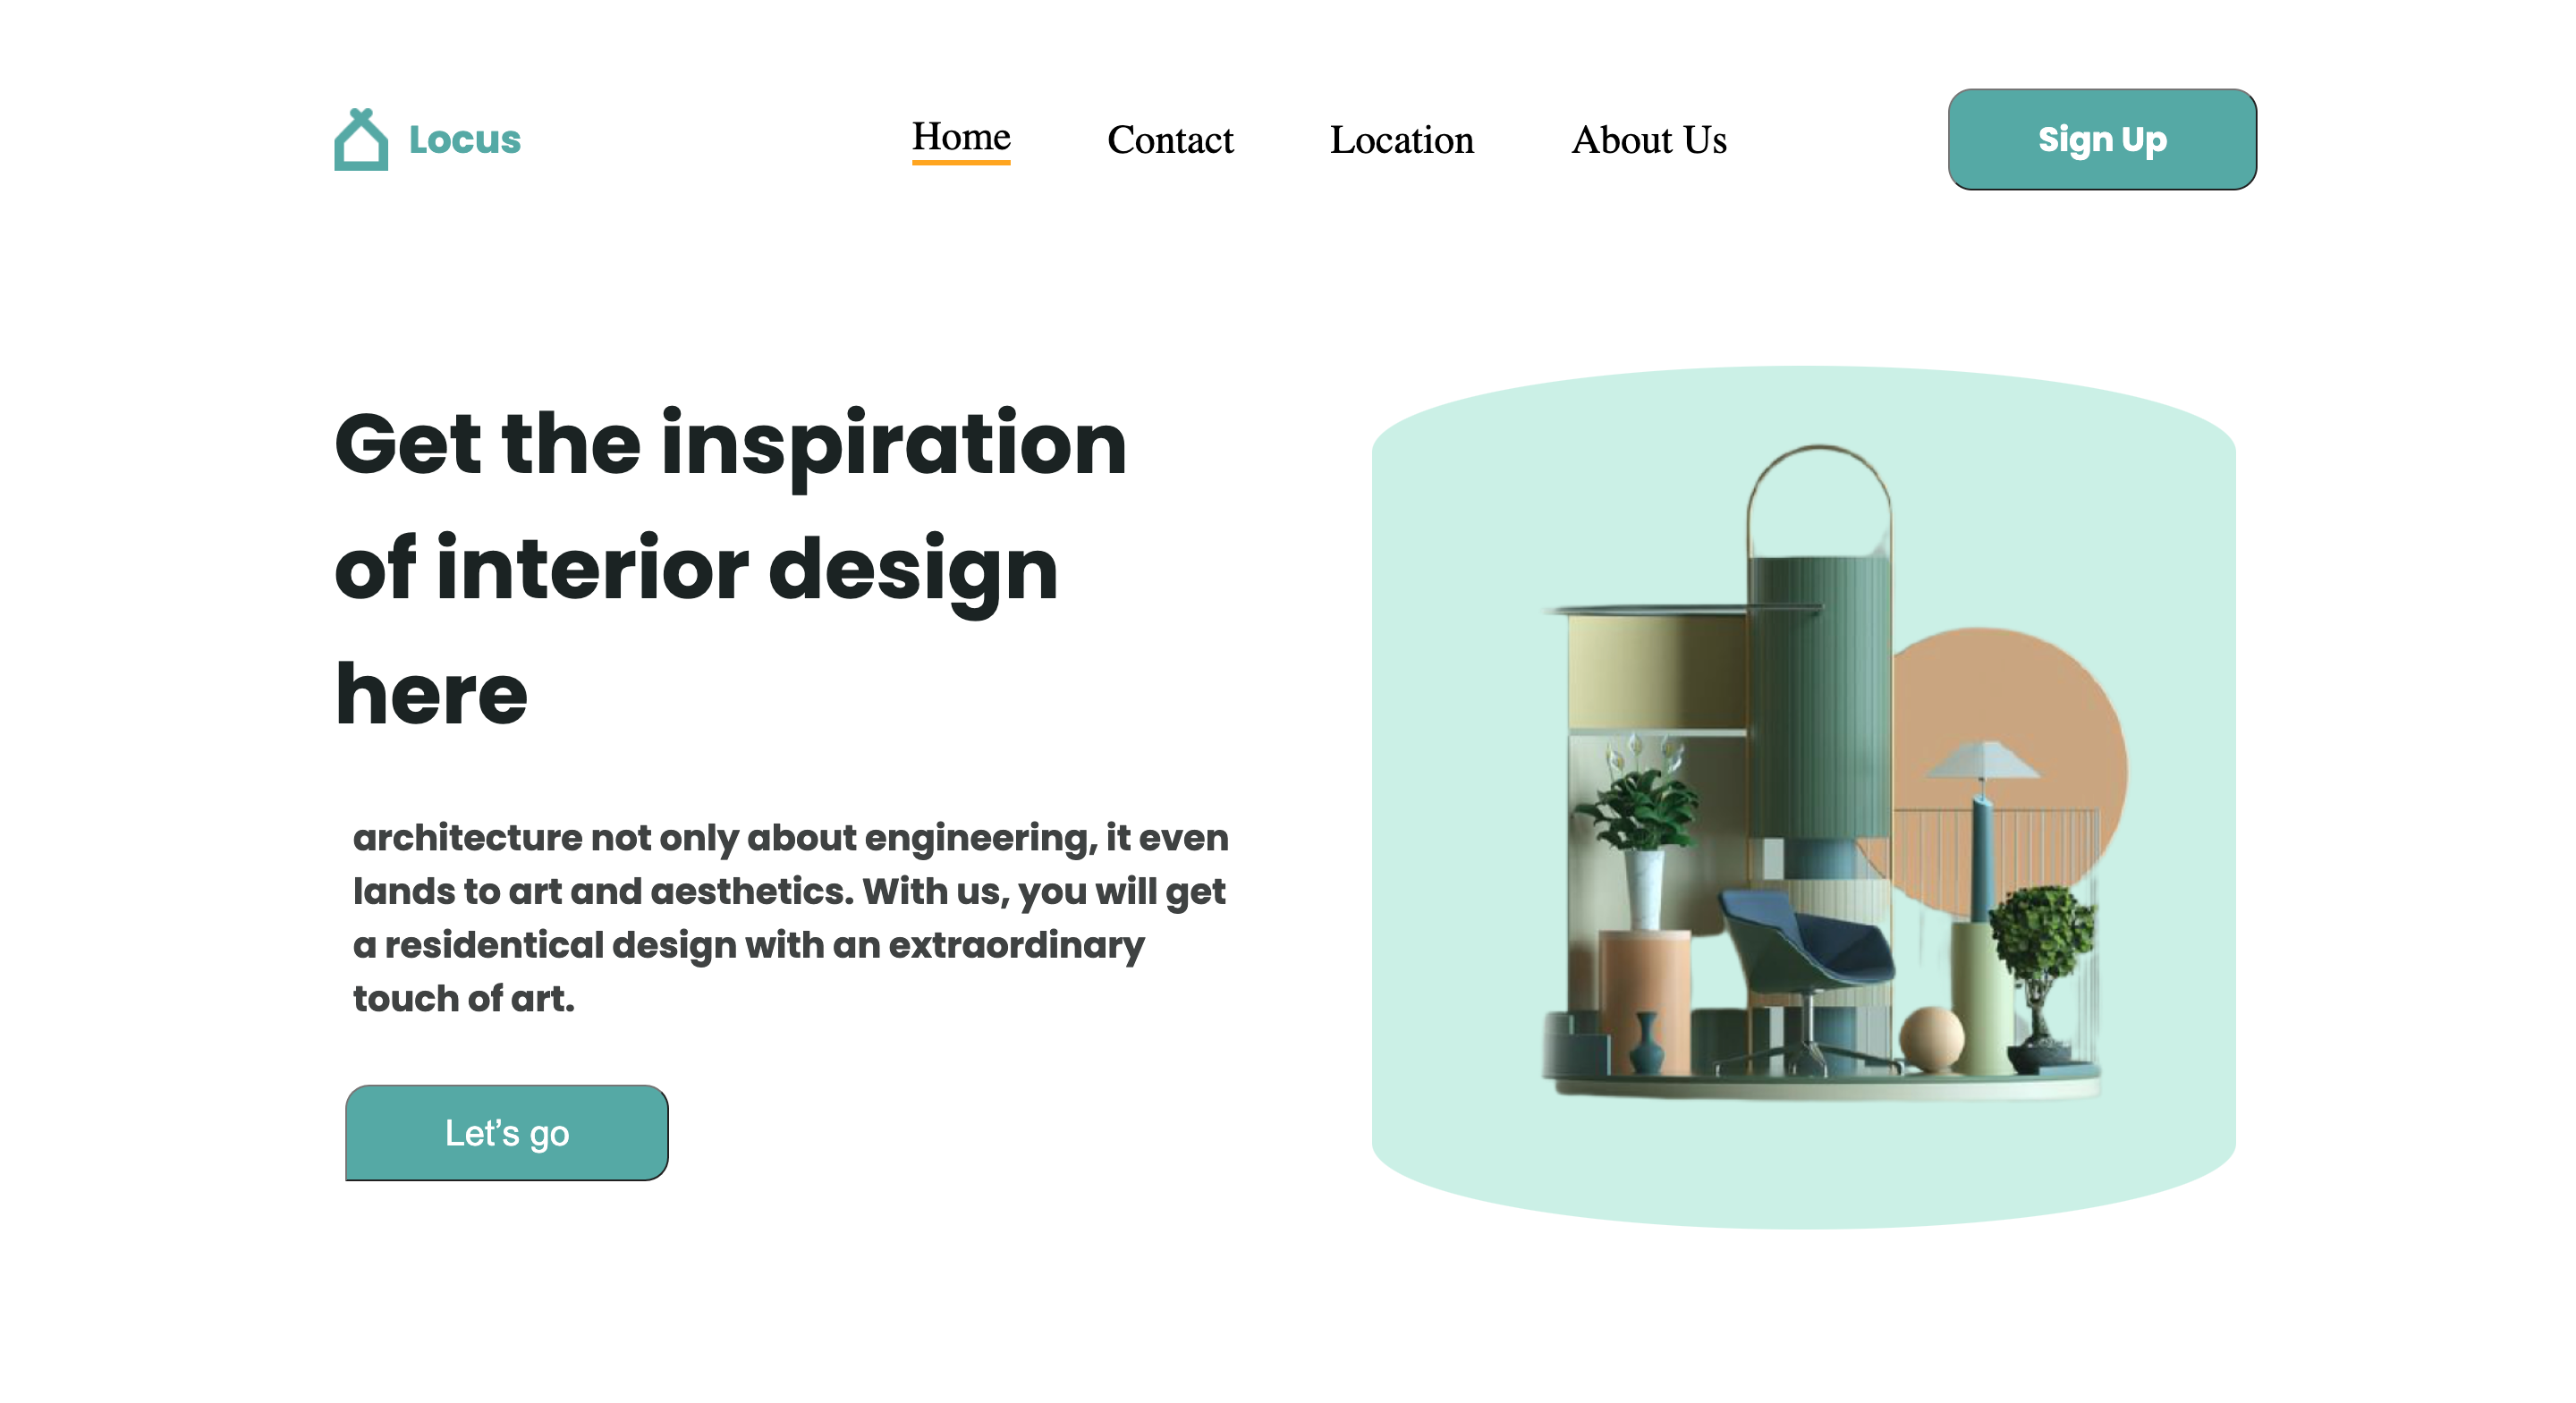 Locus
Home
Contact
Location
About Us
Sign Up
Get the inspiration
of interior design
here
architecture not only about engineering, it even
lands to art and aesthetics. With us, you will get
a residentical design with an extraordinary
touch of art.
Let’s go